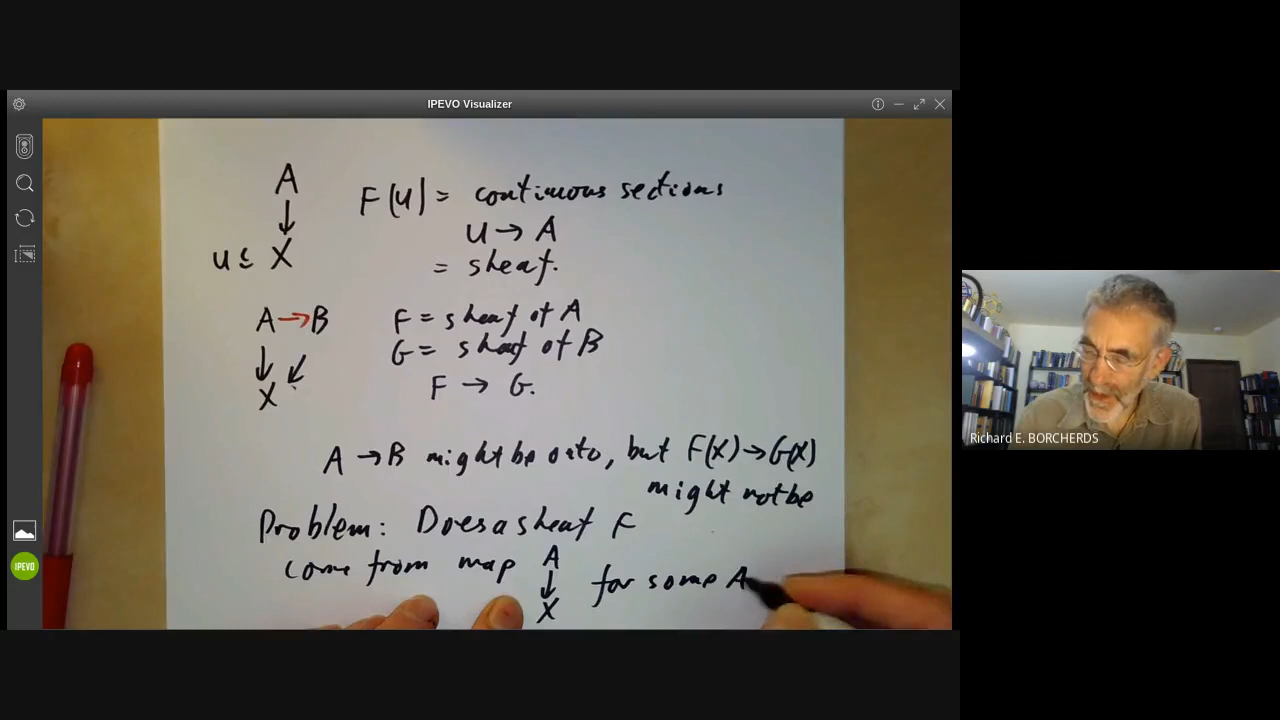 IPEVO Visualizer
A
↓
U ⊆ X
F(U) = continuous sections
U → A
= sheaf.
A → B
↓ ↙
X
F = sheaf of A
G = sheaf of B
F → G.
A → B might be onto, but F(X) → G(X)
might not be
Problem: Does a sheaf F
come from map A ↓ X for some A
IPEVO
Richard E. BORCHERDS